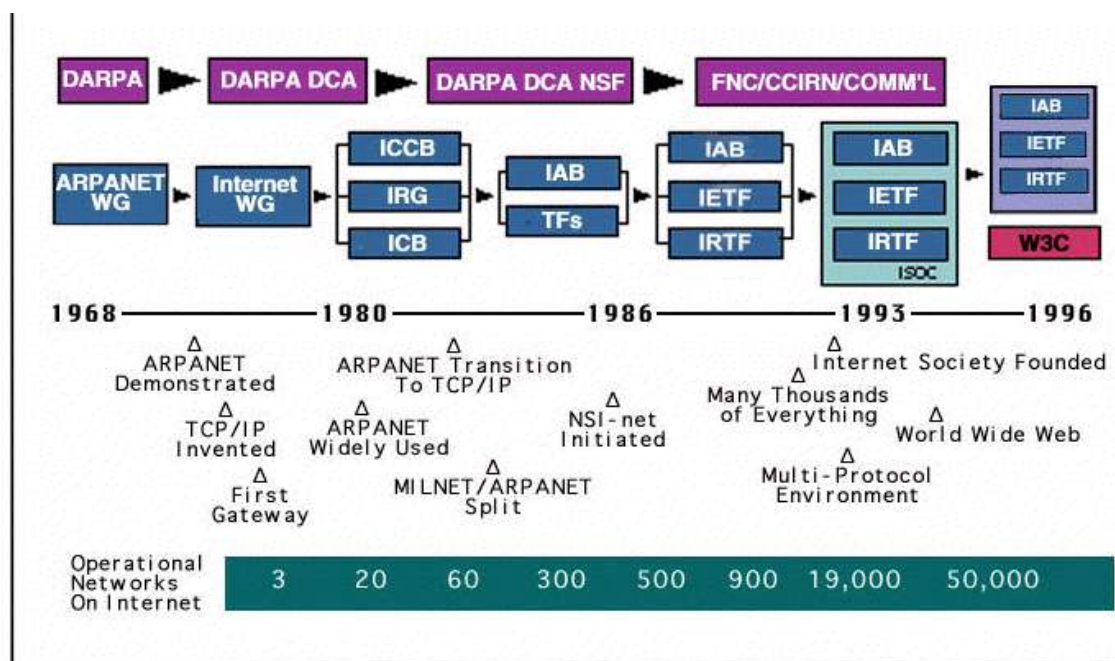 DARPA
DARPA DCA
DARPA DCA NSF
FNC/CCIRN/COMM'L
ARPANET
WG
Internet
WG
ICCB
IRG
ICB
IAB
TFs
IAB
IETF
IRTF
IAB
IETF
IRTF
ISOC
IAB
IETF
IRTF
W3C
1968
1980
1986
1993
1996
ARPANET
Demonstrated
TCP/IP
Invented
First
Gateway
ARPANET Transition
To TCP/IP
ARPANET
Widely Used
MILNET/ARPANET
Split
NSI-net
Initiated
Internet Society Founded
Many Thousands
of Everything
World Wide Web
Multi-Protocol
Environment
Operational
Networks
On Internet
3 20 60 300 500 900 19,000 50,000